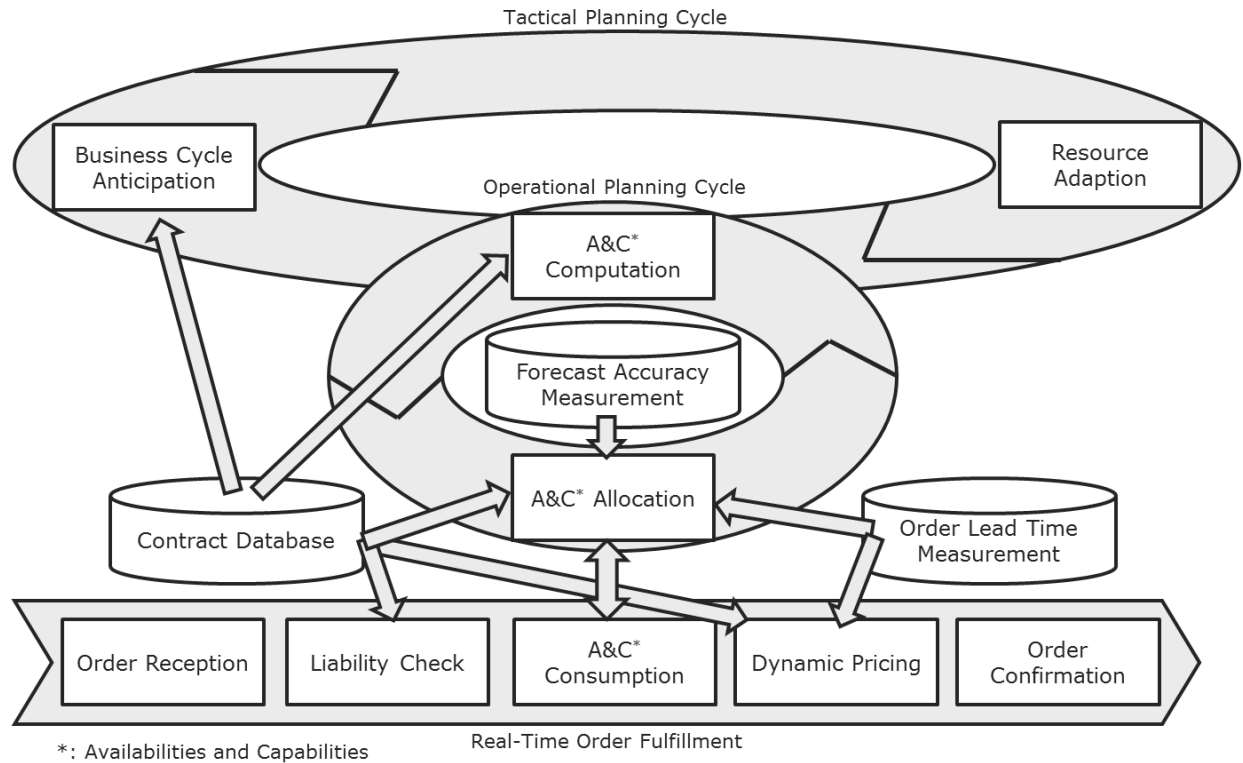 Tactical Planning Cycle
Business Cycle
Anticipation
Resource
Adaption
Operational Planning Cycle
A&C*
Computation
Forecast Accuracy
Measurement
A&C* Allocation
Contract Database
Order Lead Time
Measurement
Order Reception
Liability Check
A&C*
Consumption
Dynamic Pricing
Order
Confirmation
Real-Time Order Fulfillment
*: Availabilities and Capabilities